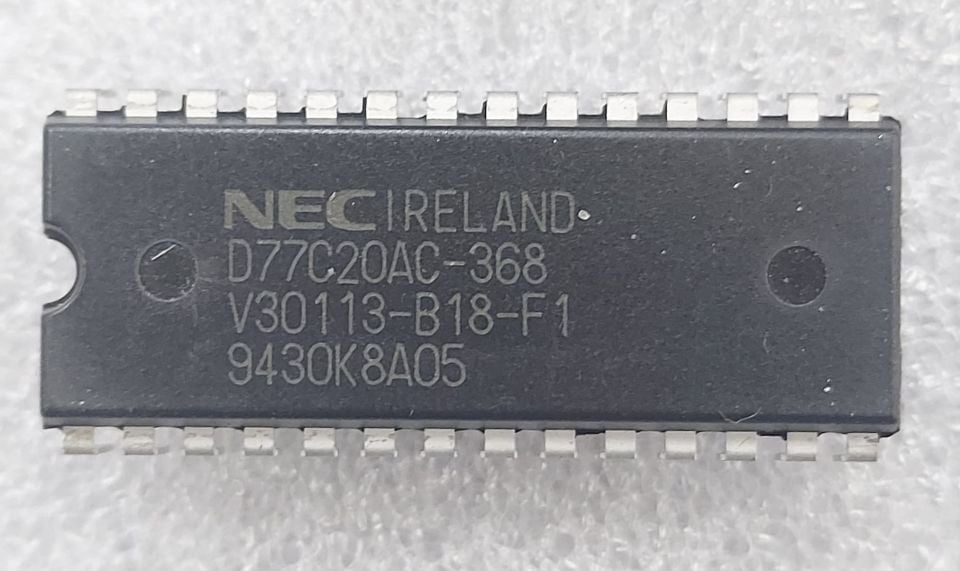 NEC IRELAND
D77C20AC-368
V30113-B18-F1
9430K8A05